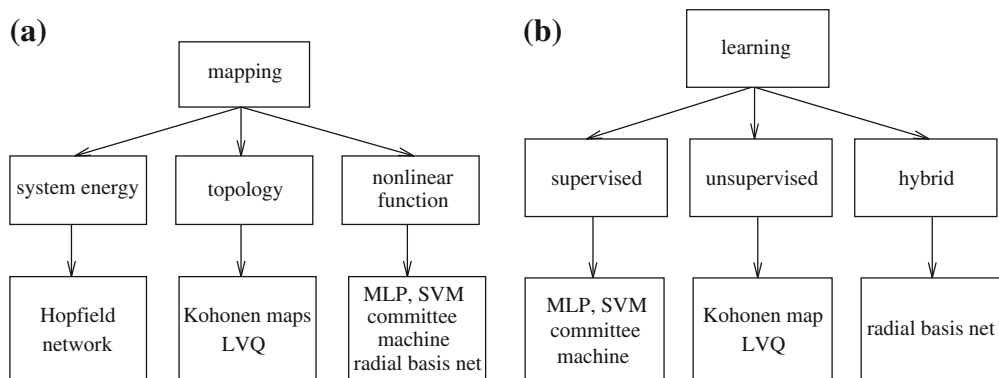 (a)
mapping
system energy
topology
nonlinear
function
Hopfield
network
Kohonen maps
LVQ
MLP, SVM
committee
machine
radial basis net
(b)
learning
supervised
unsupervised
hybrid
MLP, SVM
committee
machine
Kohonen map
LVQ
radial basis net